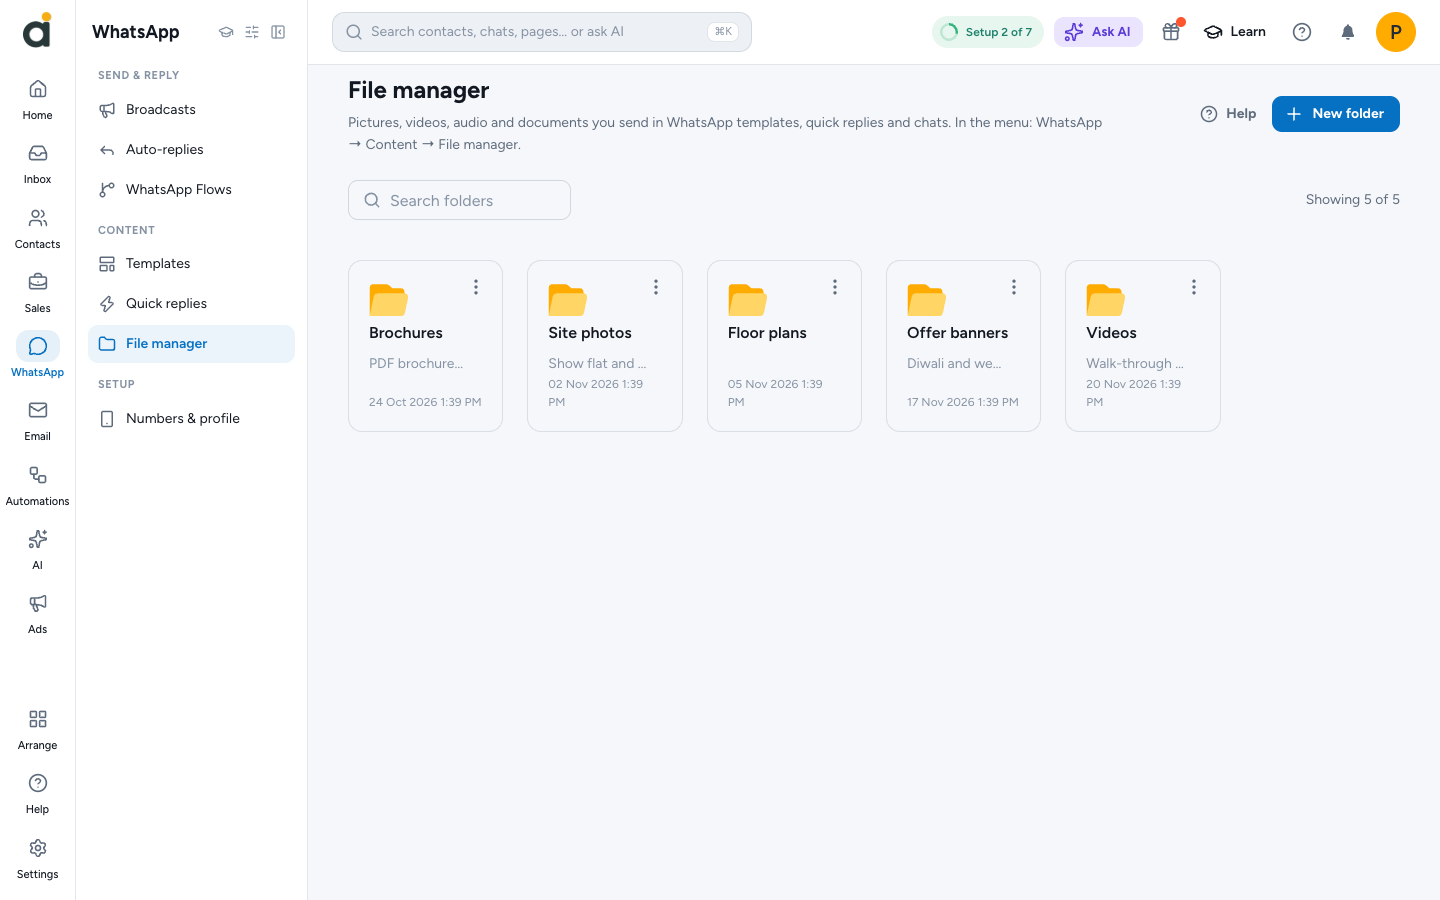 WhatsApp
Search contacts, chats, pages... or ask AI
⌘K
Setup 2 of 7
Ask AI
Learn
P
Home
Inbox
Contacts
Sales
WhatsApp
Email
Automations
AI
Ads
Arrange
Help
Settings
SEND & REPLY
Broadcasts
Auto-replies
WhatsApp Flows
CONTENT
Templates
Quick replies
File manager
SETUP
Numbers & profile
File manager
Pictures, videos, audio and documents you send in WhatsApp templates, quick replies and chats. In the menu: WhatsApp
→ Content → File manager.
Help
New folder
Search folders
Showing 5 of 5
Brochures
PDF brochure...
24 Oct 2026 1:39 PM
Site photos
Show flat and ...
02 Nov 2026 1:39
PM
Floor plans
05 Nov 2026 1:39
PM
Offer banners
Diwali and we...
17 Nov 2026 1:39 PM
Videos
Walk-through ...
20 Nov 2026 1:39
PM